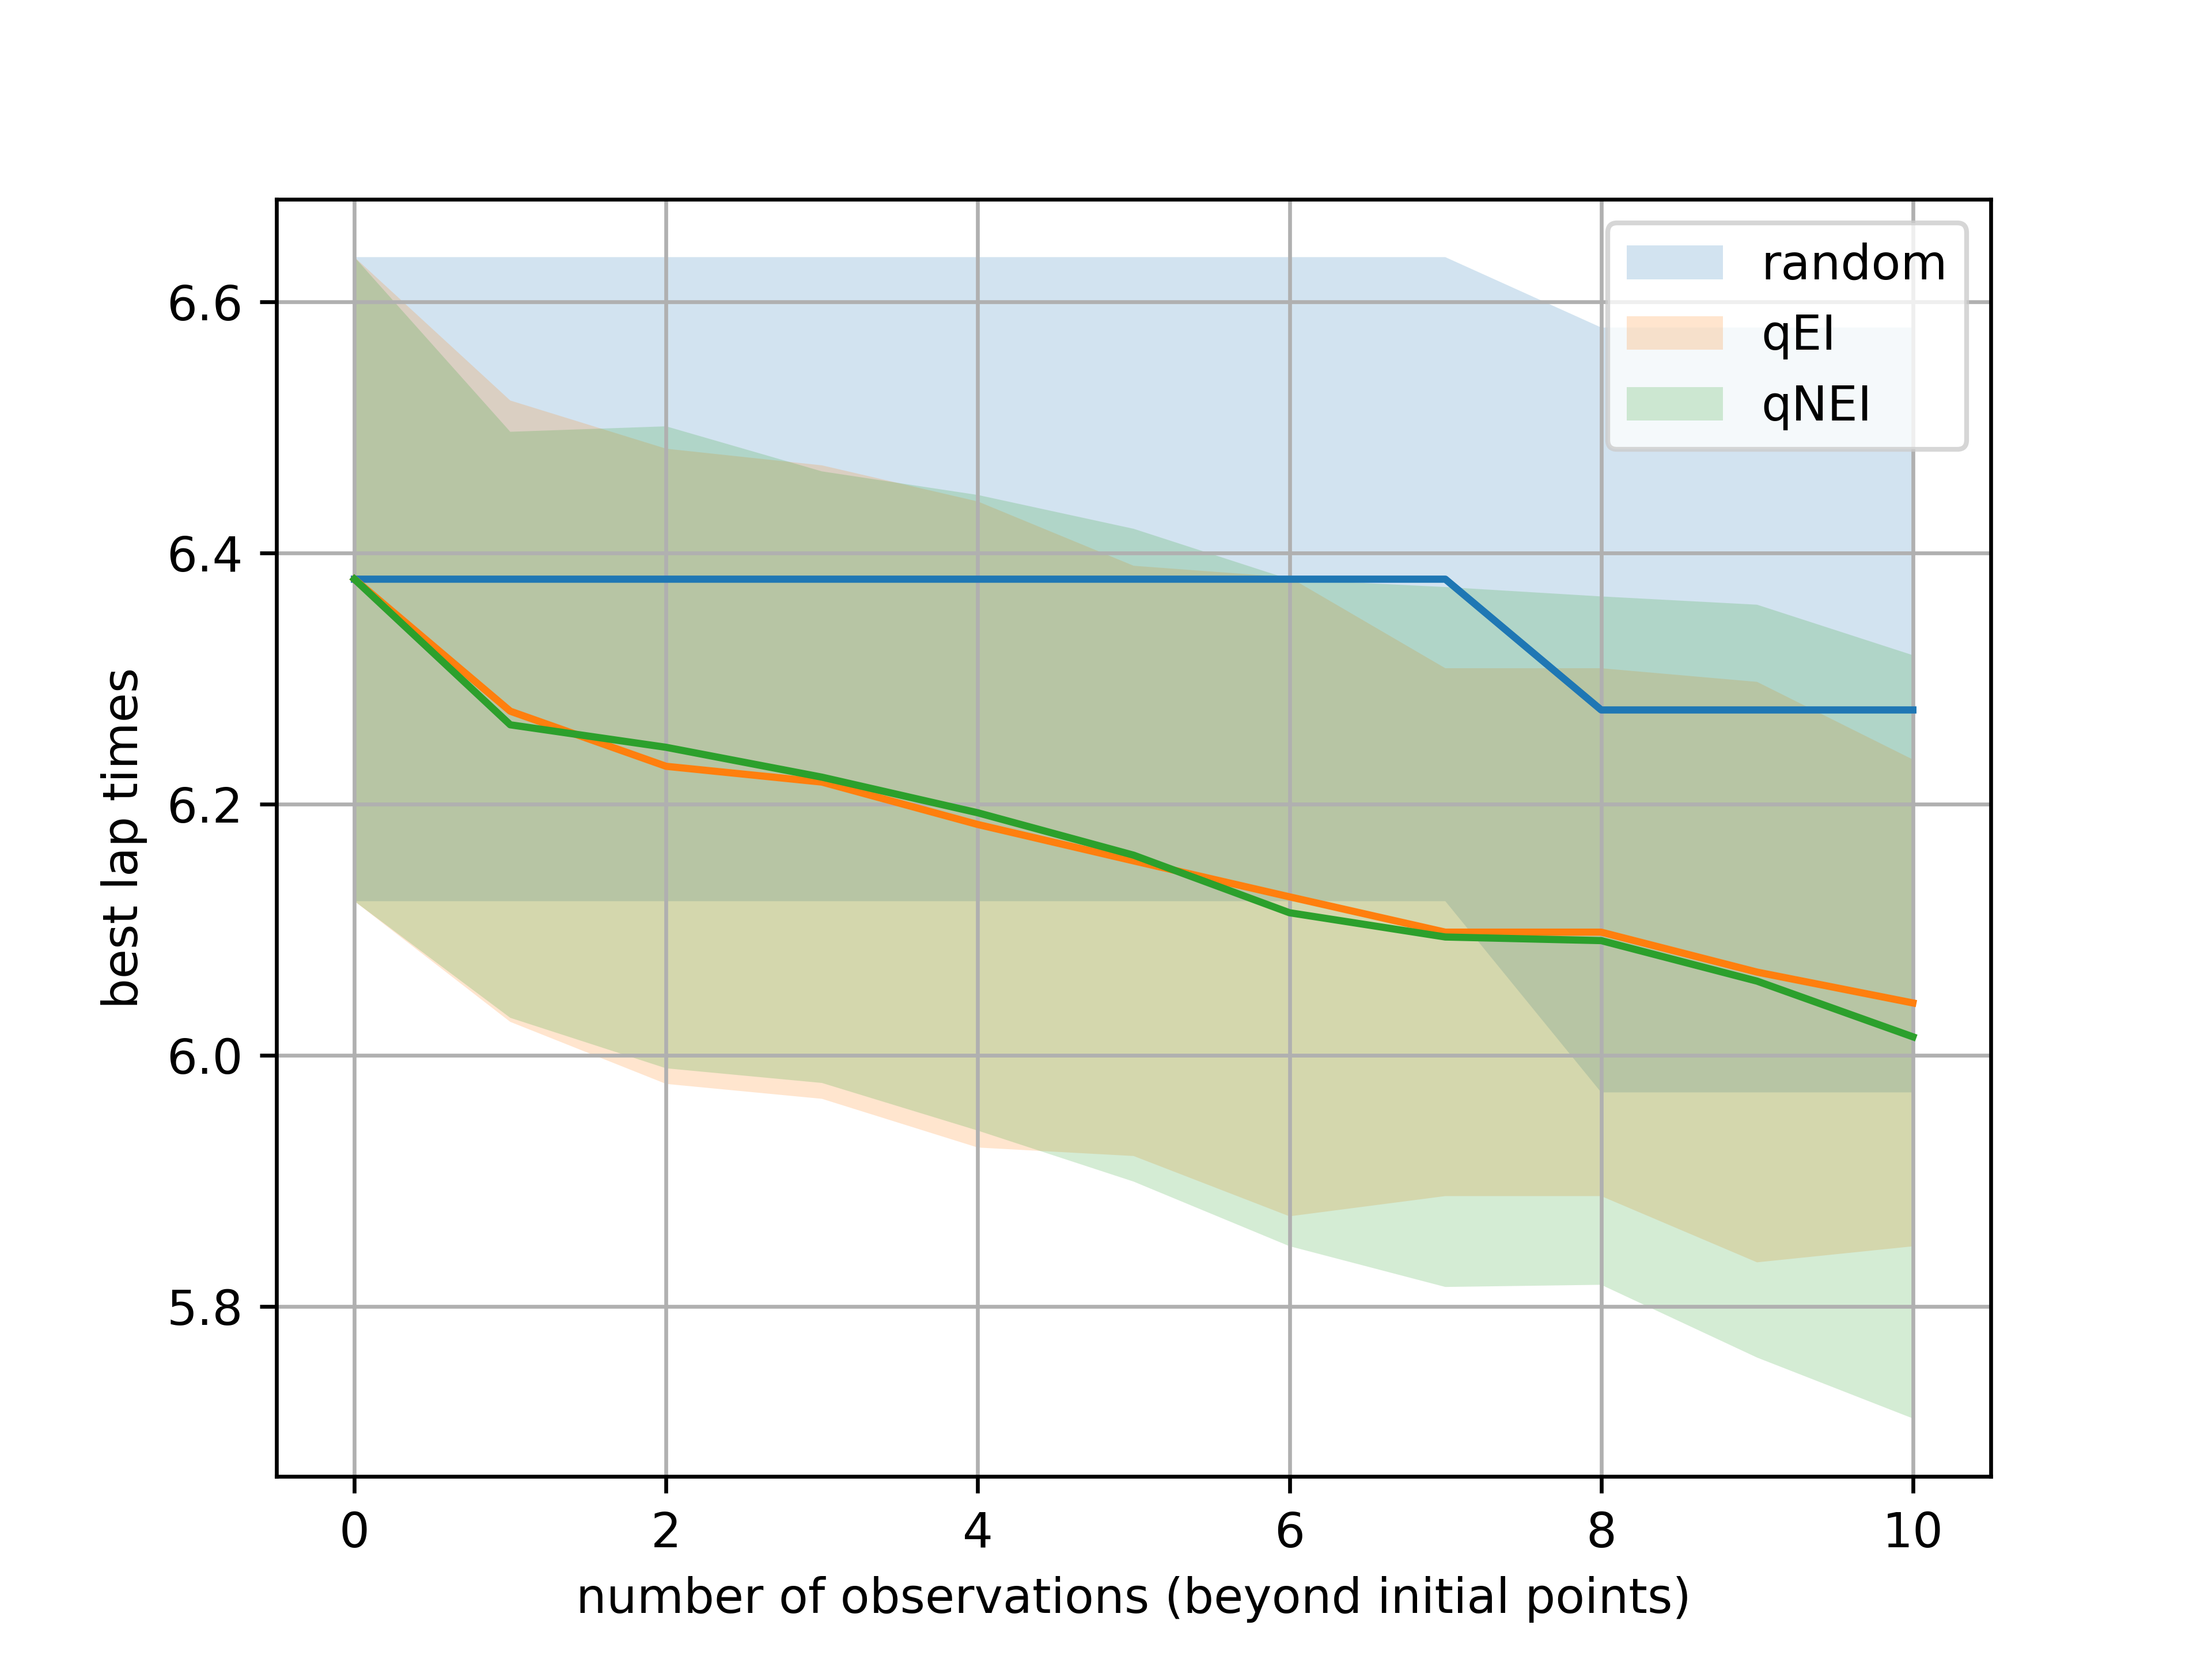 random
qEI
qNEI
6.6
6.4
6.2
6.0
5.8
best lap times
0 2 4 6 8 10
number of observations (beyond initial points)